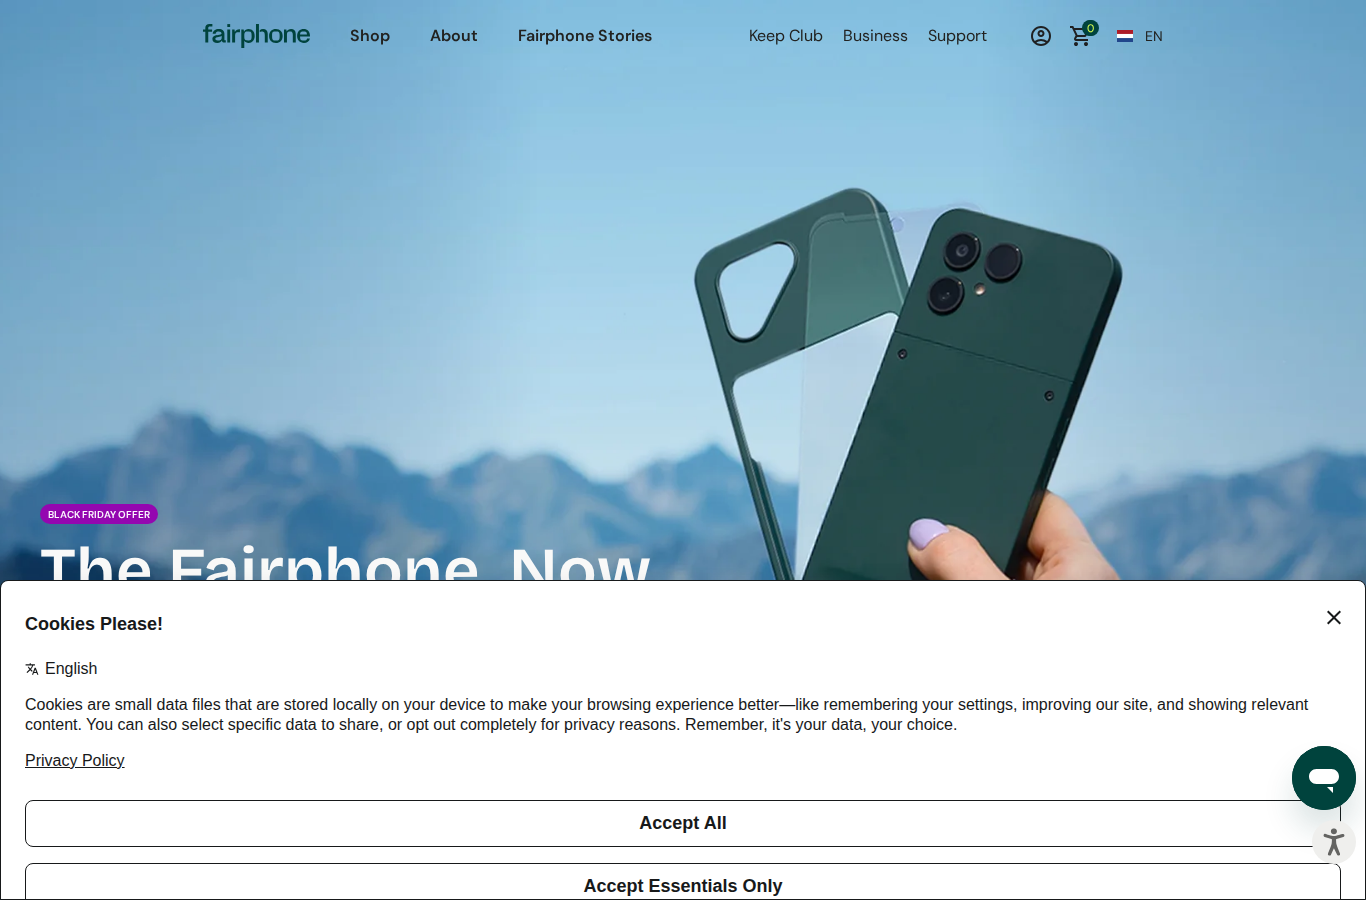 fairphone
Shop
About
Fairphone Stories
Keep Club
Business
Support
0
EN
BLACK FRIDAY OFFER
The Fairphone. Now
Cookies Please!
English
Cookies are small data files that are stored locally on your device to make your browsing experience better—like remembering your settings, improving our site, and showing relevant
content. You can also select specific data to share, or opt out completely for privacy reasons. Remember, it's your data, your choice.
Privacy Policy
Accept All
Accept Essentials Only